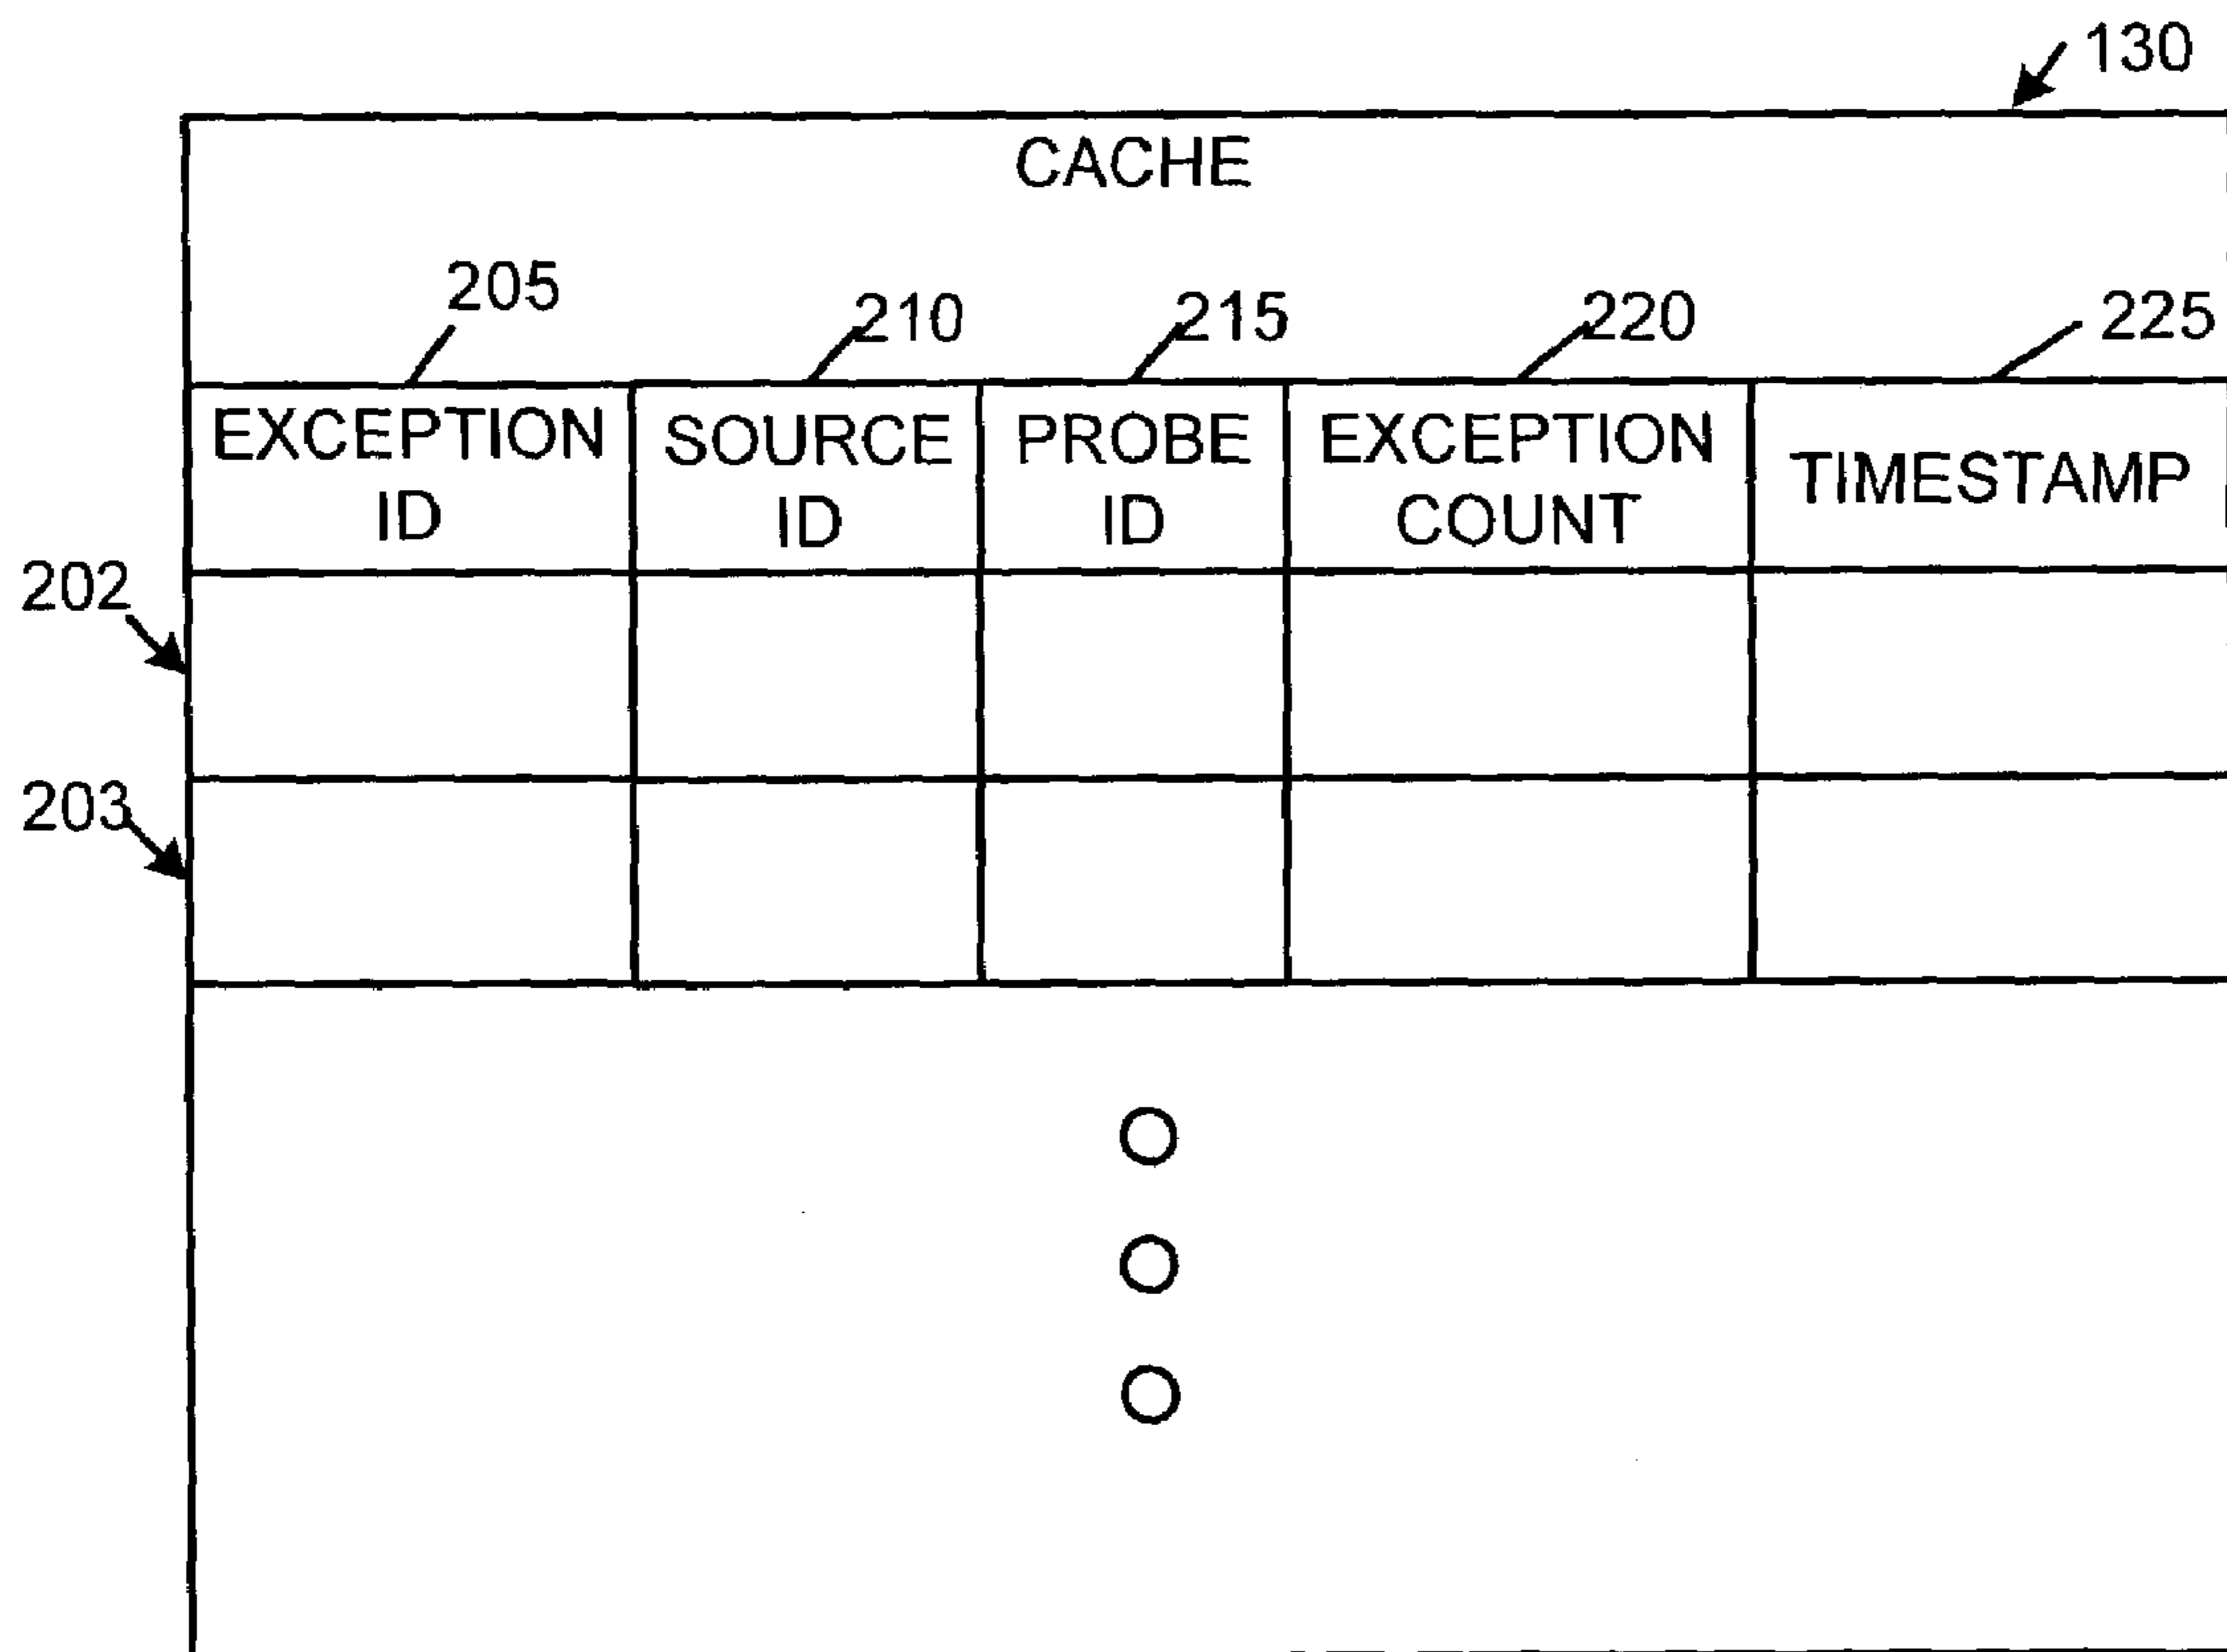 130
CACHE
205
210
215
220
225
EXCEPTION
ID
SOURCE
ID
PROBE
ID
EXCEPTION
COUNT
TIMESTAMP
202
203